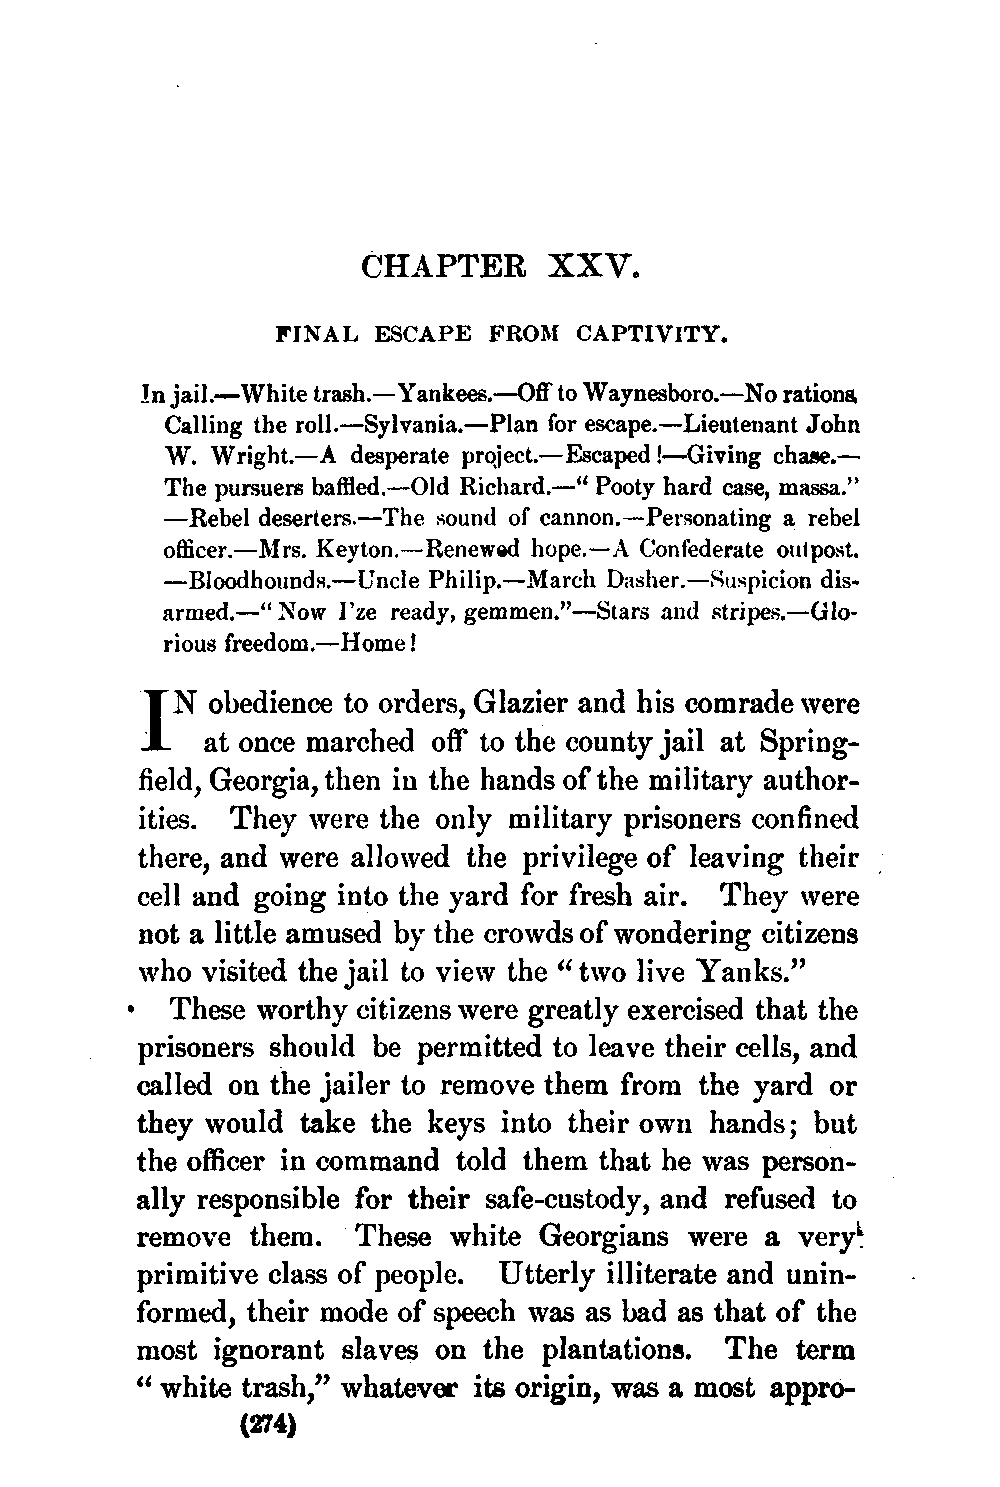 CHAPTER XXV.
FINAL ESCAPE FROM CAPTIVITY.
In jail.—White trash.—Yankees.—Off to Waynesboro.—No rations,
Calling the roll.—Sylvania.—Plan for escape.—Lieutenant John
W. Wright.—A desperate project.—Escaped!—Giving chase.—
The pursuers baffled.—Old Richard.—“Pooty hard case, massa.”
—Rebel deserters.—The sound of cannon.—Personating a rebel
officer.—Mrs. Keyton.—Renewed hope.—A Confederate outpost.
—Bloodhounds.—Uncle Philip.—March Dasher.—Suspicion dis-
armed.—“Now I’ze ready, gemmen.”—Stars and stripes.—Glo-
rious freedom.—Home!
IN obedience to orders, Glazier and his comrade were
at once marched off to the county jail at Spring-
field, Georgia, then in the hands of the military author-
ities. They were the only military prisoners confined
there, and were allowed the privilege of leaving their
cell and going into the yard for fresh air. They were
not a little amused by the crowds of wondering citizens
who visited the jail to view the “two live Yanks.”
These worthy citizens were greatly exercised that the
prisoners should be permitted to leave their cells, and
called on the jailer to remove them from the yard or
they would take the keys into their own hands; but
the officer in command told them that he was person-
ally responsible for their safe-custody, and refused to
remove them. These white Georgians were a very
primitive class of people. Utterly illiterate and unin-
formed, their mode of speech was as bad as that of the
most ignorant slaves on the plantations. The term
“white trash,” whatever its origin, was a most appro-
(274)